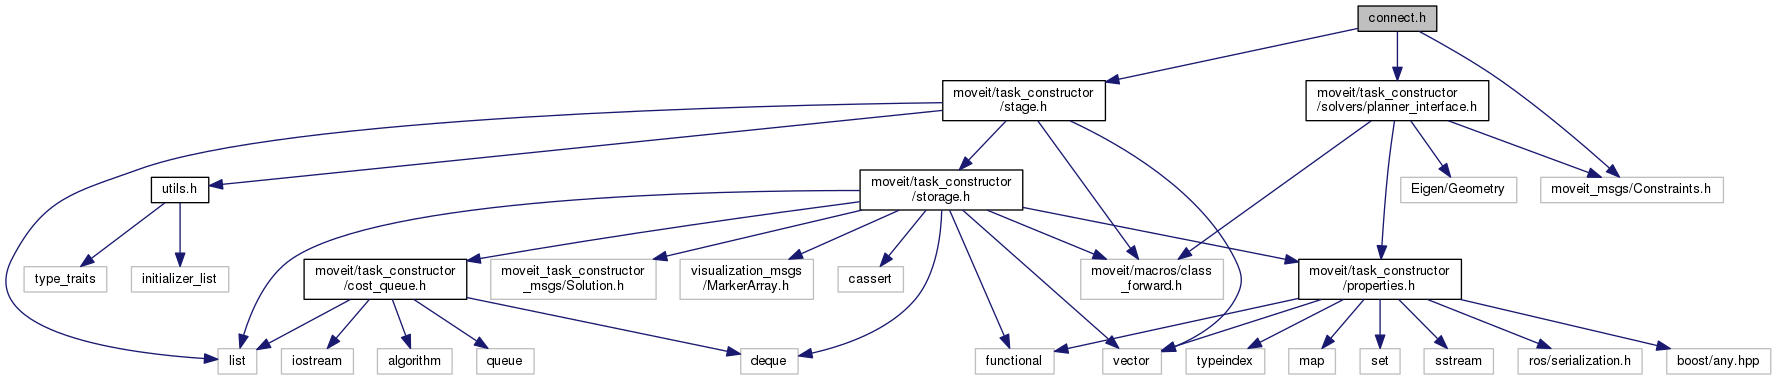 connect.h
moveit/task_constructor
/stage.h
moveit/task_constructor
/solvers/planner_interface.h
utils.h
moveit/task_constructor
/storage.h
Eigen/Geometry
moveit_msgs/Constraints.h
type_traits
initializer_list
moveit/task_constructor
/cost_queue.h
moveit_task_constructor
_msgs/Solution.h
visualization_msgs
/MarkerArray.h
cassert
moveit/macros/class
_forward.h
moveit/task_constructor
/properties.h
list
iostream
algorithm
queue
deque
functional
vector
typeindex
map
set
sstream
ros/serialization.h
boost/any.hpp